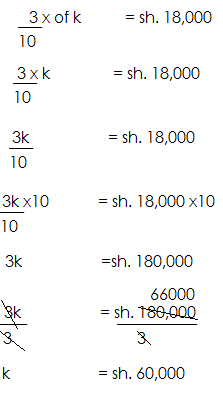 3 x of k = sh. 18,000
10
3 x k = sh. 18,000
10
3k = sh. 18,000
10
3k x10 = sh. 18,000 x10
10
3k =sh. 180,000
66000
3k = sh. 180,000
3 3
k = sh. 60,000